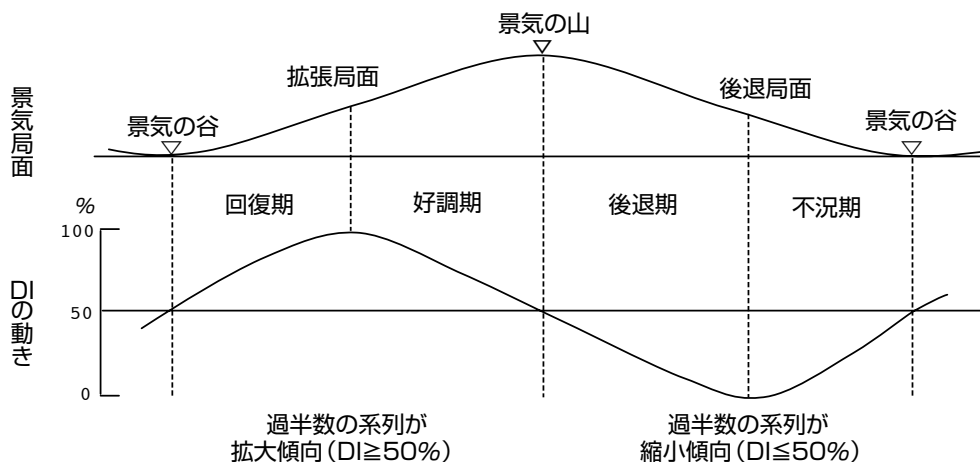 景気の山
拡張局面
後退局面
景気の谷
景気の谷
景気局面
回復期
好調期
後退期
不況期
%
100
50
0
DIの動き
過半数の系列が
拡大傾向(DI≧50%)
過半数の系列が
縮小傾向(DI≦50%)